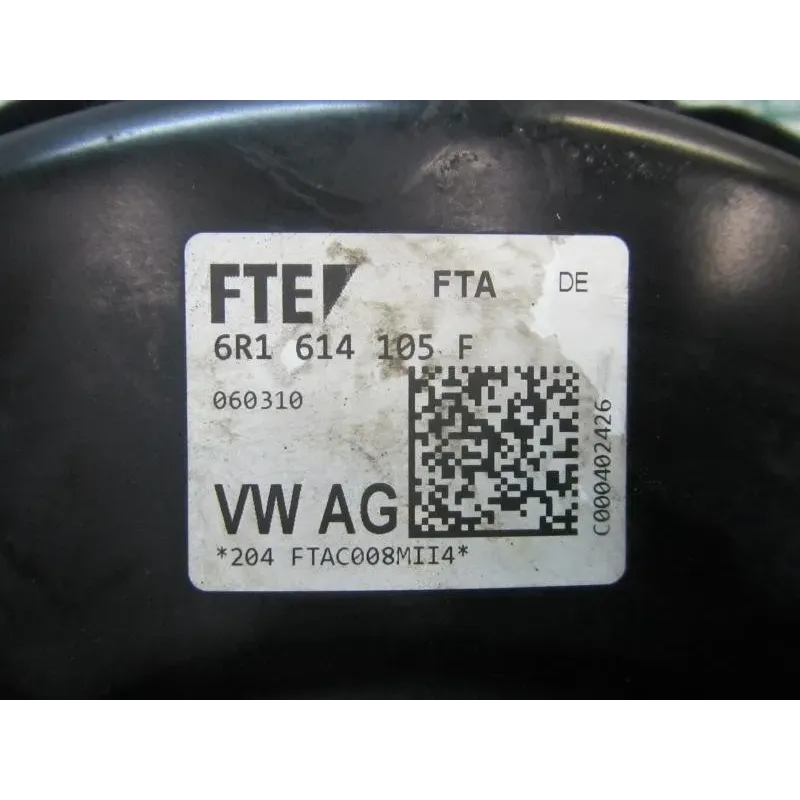 FTE FTA DE
6R1 614 105 F
060310
C000402426
VW AG
*204 FTAC008MII4*